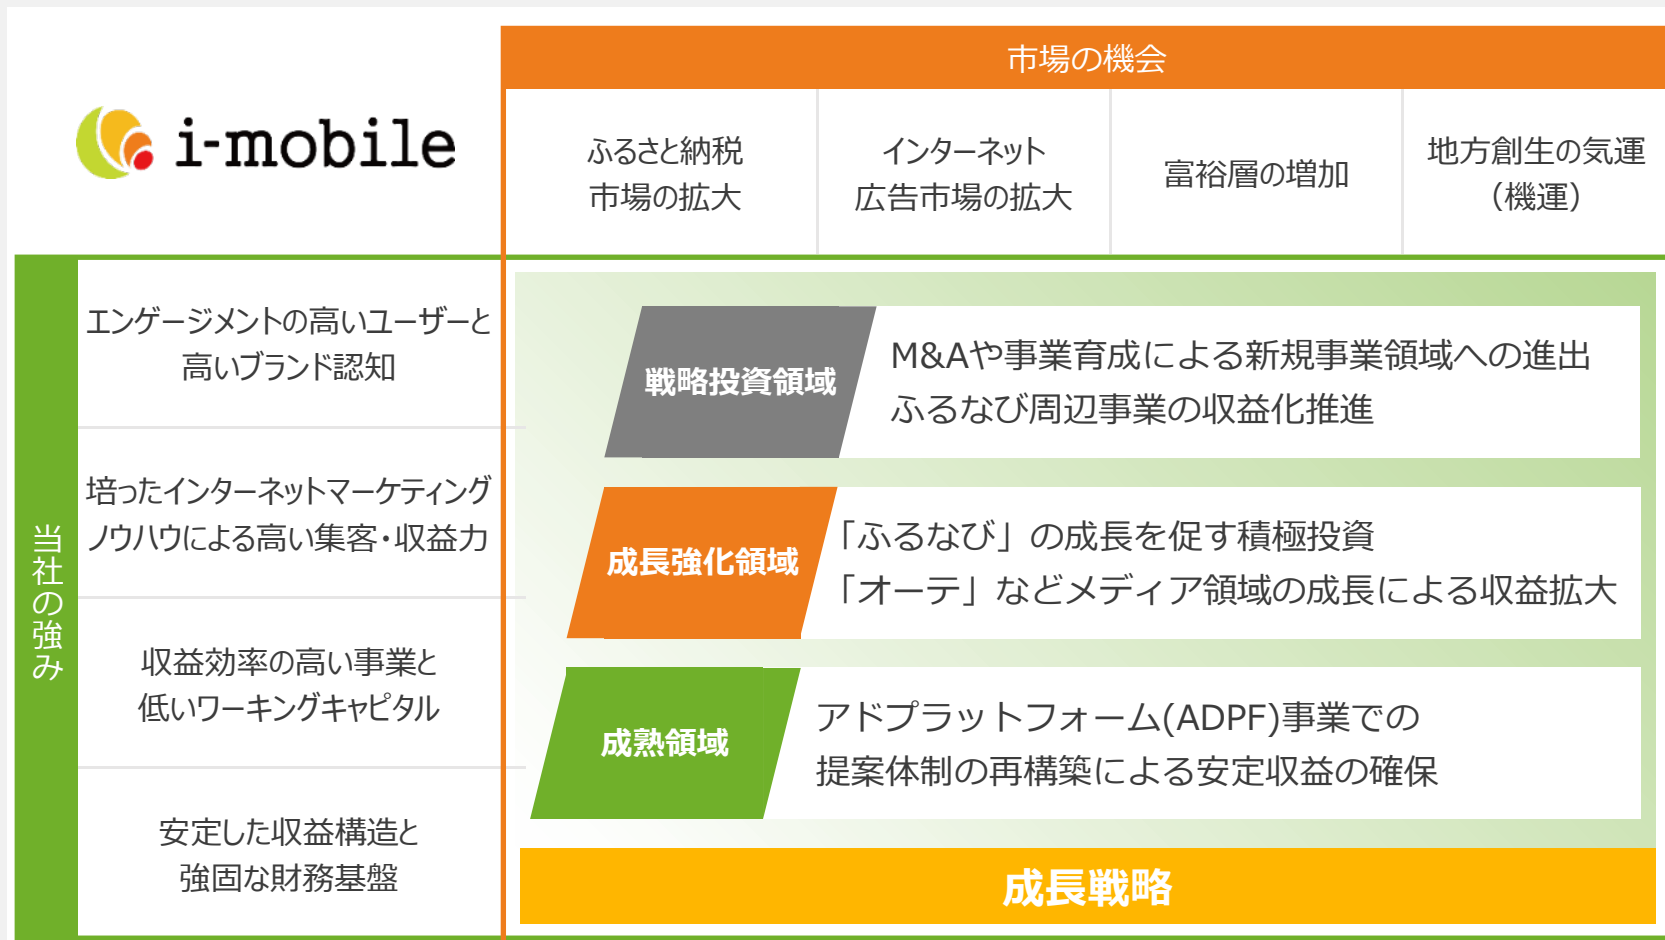 市場の機会
i-mobile
ふるさと納税
市場の拡大
インターネット
広告市場の拡大
富裕層の増加
地方創生の気運
（機運）
当社の強み
エンゲージメントの高いユーザーと
高いブランド認知
培ったインターネットマーケティング
ノウハウによる高い集客・収益力
収益効率の高い事業と
低いワーキングキャピタル
安定した収益構造と
強固な財務基盤
戦略投資領域
M&Aや事業育成による新規事業領域への進出
ふるなび周辺事業の収益化推進
成長強化領域
「ふるなび」の成長を促す積極投資
「オーテ」などメディア領域の成長による収益拡大
成熟領域
アドプラットフォーム(ADPF)事業での
提案体制の再構築による安定収益の確保
成長戦略